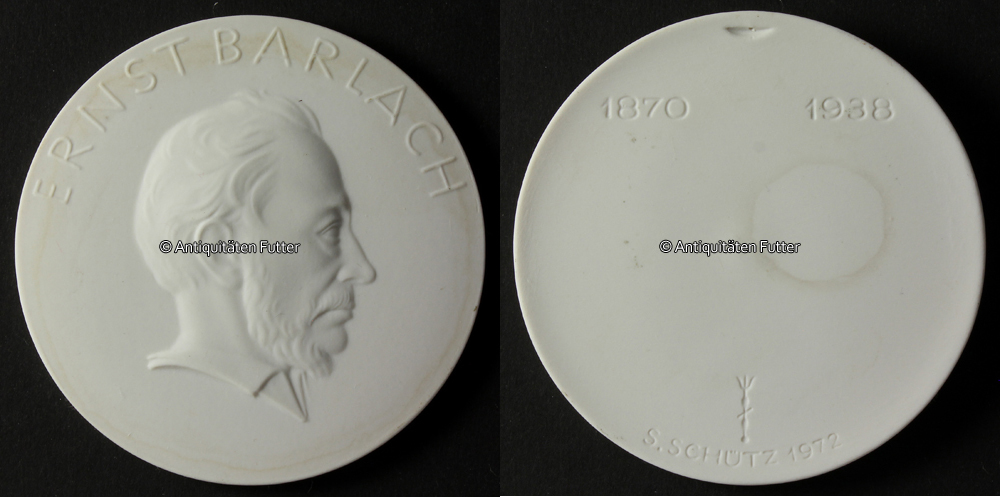 ERNST BARLACH
© Antiquitäten Futter
1870 1938
© Antiquitäten Futter
S. SCHÜTZ 1972